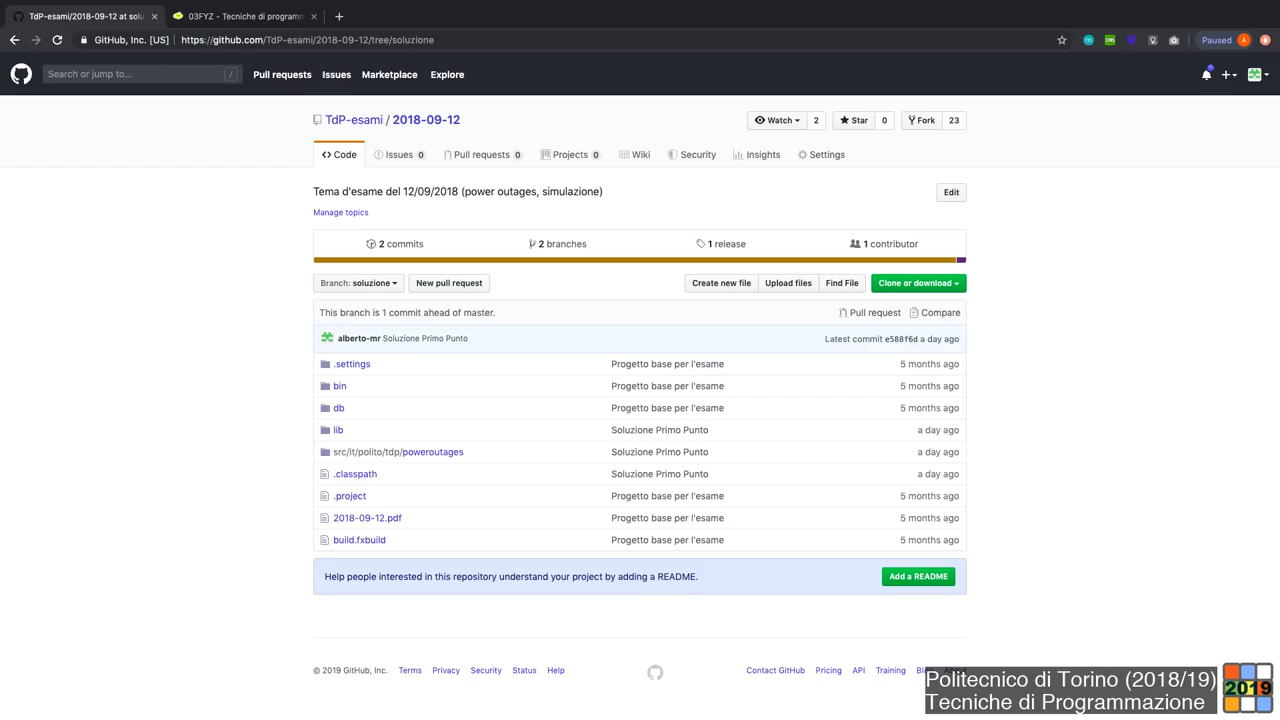 TdP-esami/2018-09-12 at solu
03FYZ - Tecniche di programm
GitHub, Inc. [US] https://github.com/TdP-esami/2018-09-12/tree/soluzione
Paused A
Search or jump to... /
Pull requests Issues Marketplace Explore
TdP-esami / 2018-09-12
Watch 2 Star 0 Fork 23
Code Issues 0 Pull requests 0 Projects 0 Wiki Security Insights Settings
Tema d'esame del 12/09/2018 (power outages, simulazione) Edit
Manage topics
2 commits 2 branches 1 release 1 contributor
Branch: soluzione New pull request Create new file Upload files Find File Clone or download
This branch is 1 commit ahead of master. Pull request Compare
alberto-mr Soluzione Primo Punto Latest commit e588f6d a day ago
.settings Progetto base per l'esame 5 months ago
bin Progetto base per l'esame 5 months ago
db Progetto base per l'esame 5 months ago
lib Soluzione Primo Punto a day ago
src/it/polito/tdp/poweroutages Soluzione Primo Punto a day ago
.classpath Soluzione Primo Punto a day ago
.project Progetto base per l'esame 5 months ago
2018-09-12.pdf Progetto base per l'esame 5 months ago
build.fxbuild Progetto base per l'esame 5 months ago
Help people interested in this repository understand your project by adding a README. Add a README
© 2019 GitHub, Inc. Terms Privacy Security Status Help Contact GitHub Pricing API Training
Politecnico di Torino (2018/19)
Tecniche di Programmazione
2019